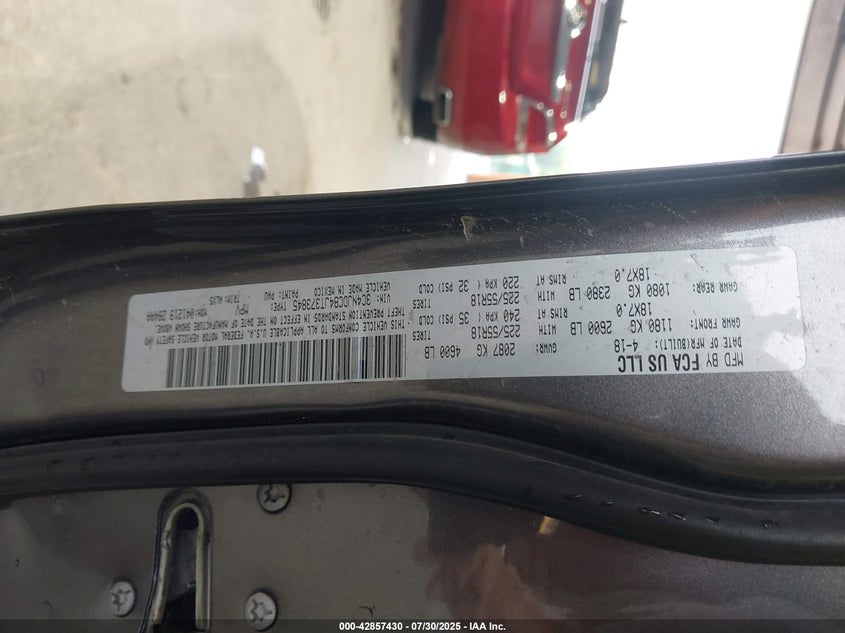 MFD BY FCA US LLC
DATE OF MFR(BUILT): 4-18
GVWR: 2087 KG 4600 LB
GAWR FRONT: 1180 KG 2600 LB WITH 225/55R18 TIRES
18X7.0 RIMS AT 240 KPA ( 35 PSI) COLD
GAWR REAR: 1080 KG 2380 LB WITH 225/55R18 TIRES
18X7.0 RIMS AT 220 KPA ( 32 PSI) COLD
THIS VEHICLE CONFORMS TO ALL APPLICABLE U.S.A. FEDERAL MOTOR VEHICLE SAFETY AND
THEFT PREVENTION STANDARDS IN EFFECT ON THE DATE OF MANUFACTURE SHOWN ABOVE.
VIN: 3C4NJDCB4JT373845 TYPE: MPV MDH: 041219
VEHICLE MADE IN MEXICO PAINT: PAU TRIM:
000-42857430 - 07/30/2025 - IAA Inc.